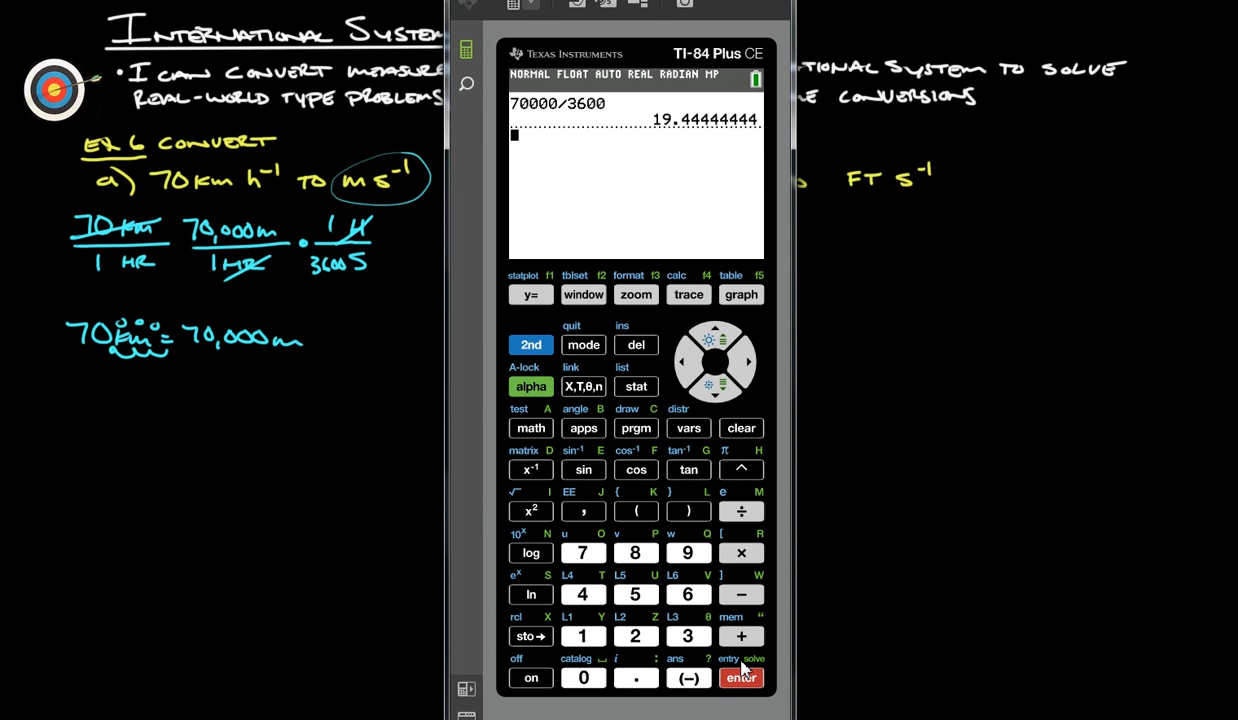 INTERNATIONAL SYSTEM
• I CAN CONVERT MEASURE
TIONAL SYSTEM TO SOLVE
REAL-WORLD TYPE PROBLEMS
E CONVERSIONS
EX 6 CONVERT
a) 70 km h⁻¹ TO m s⁻¹
FT s⁻¹
70 km 70,000m • 1 H
1 HR 1 HR 3600 S
70 km = 70,000m
TEXAS INSTRUMENTS TI-84 Plus CE
NORMAL FLOAT AUTO REAL RADIAN MP
70000/3600
19.44444444
statplot f1 tblset f2 format f3 calc f4 table f5
y= window zoom trace graph
quit ins
2nd mode del
A-lock link list
alpha X,T,θ,n stat
test A angle B draw C distr
math apps prgm vars clear
matrix D sin⁻¹ E cos⁻¹ F tan⁻¹ G π H
x⁻¹ sin cos tan ^
√ I EE J { K } L e M
x² , ( ) ÷
10ˣ N u O v P w Q [ R
log 7 8 9 ×
eˣ S L4 T L5 U L6 V ] W
ln 4 5 6 −
rcl X L1 Y L2 Z L3 θ mem “
sto→ 1 2 3 +
off catalog ⎵ i : ans ? entry solve
on 0 . (−) enter